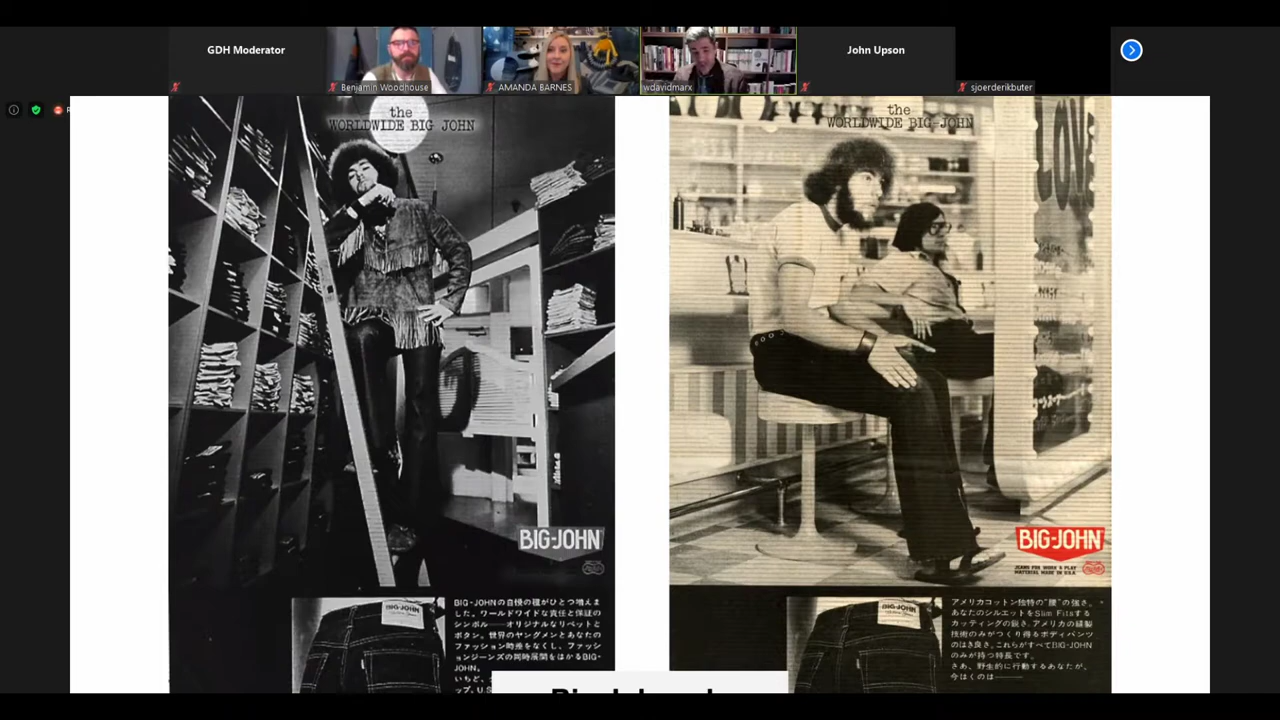 GDH Moderator
Benjamin Woodhouse
AMANDA BARNES
wdavidmarx
John Upson
sjoerderikbuter
the
WORLDWIDE BIG JOHN
BIG-JOHN
BIG-JOHN
BIG-JOHNの自慢の種がひとつ増えま
した。ワールドワイドな責任と保証の
シンボル──オリジナルなリベットと
ボタン。世界のヤングメンとあなたの
ファッション時差をなくし、ファッシ
ョンジーンズの同時展開をはかるBIG-
JOHN。
いちど、
ップ、U.S
the
WORLDWIDE BIG-JOHN
LOVE
BIG-JOHN
JEANS FOR WORK & PLAY
MATERIAL MADE IN U.S.A.
BIG-JOHN
アメリカコットン独特の"腰"の強さ。
あなたのシルエットをSlim Fitsする
カッティングの鋭さ。アメリカの縫製
技術のみがつくり得るボディパンツ
のはき良さ。これらがすべてBIG-JOHN
のみが持つ特長です。
さあ、野生的に行動するあなたが、
今はくのは───